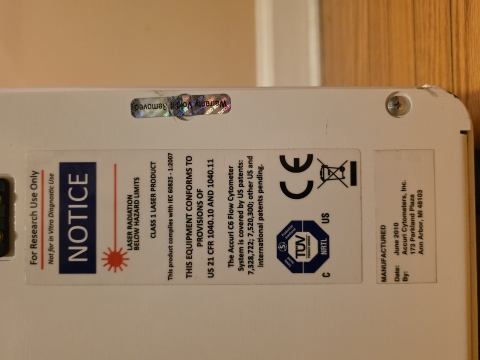 Warranty Void if Removed
For Research Use Only
Not for In Vitro Diagnostic Use
NOTICE
LASER RADIATION
BELOW HAZARD LIMITS
CLASS 1 LASER PRODUCT
This product complies with IEC 60825 - 1:2007
THIS EQUIPMENT CONFORMS TO
PROVISIONS OF
US 21 CFR 1040.10 AND 1040.11
The Accuri C6 Flow Cytometer
System is covered by US patents:
7,328,722; 7,520,300; other US and
international patents pending.
CE
TÜV
NRTL
C US
MANUFACTURED
Date: June 2010
By: Accuri Cytometers, Inc.
173 Parkland Plaza
Ann Arbor, MI 48103